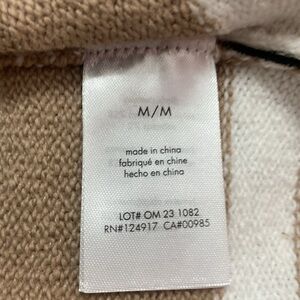 M/M
made in china
fabriqué en chine
hecho en china
LOT# OM 23 1082
RN#124917 CA#00985